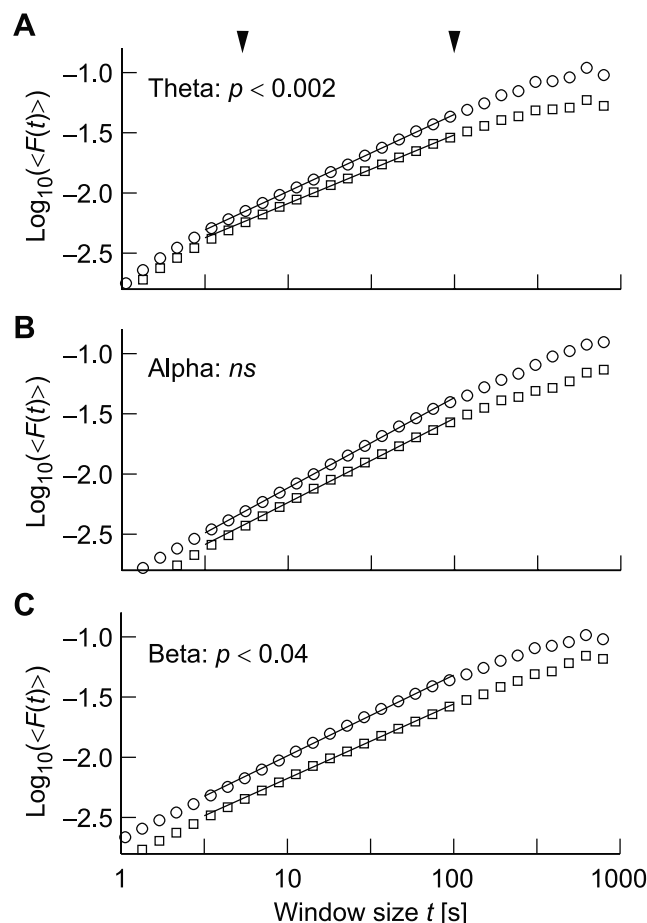 A
Log10(<F(t)>)
–1.0
–1.5
–2.0
–2.5
Theta: p < 0.002
B
Log10(<F(t)>)
–1.0
–1.5
–2.0
–2.5
Alpha: ns
C
Log10(<F(t)>)
–1.0
–1.5
–2.0
–2.5
Beta: p < 0.04
1 10 100 1000
Window size t [s]